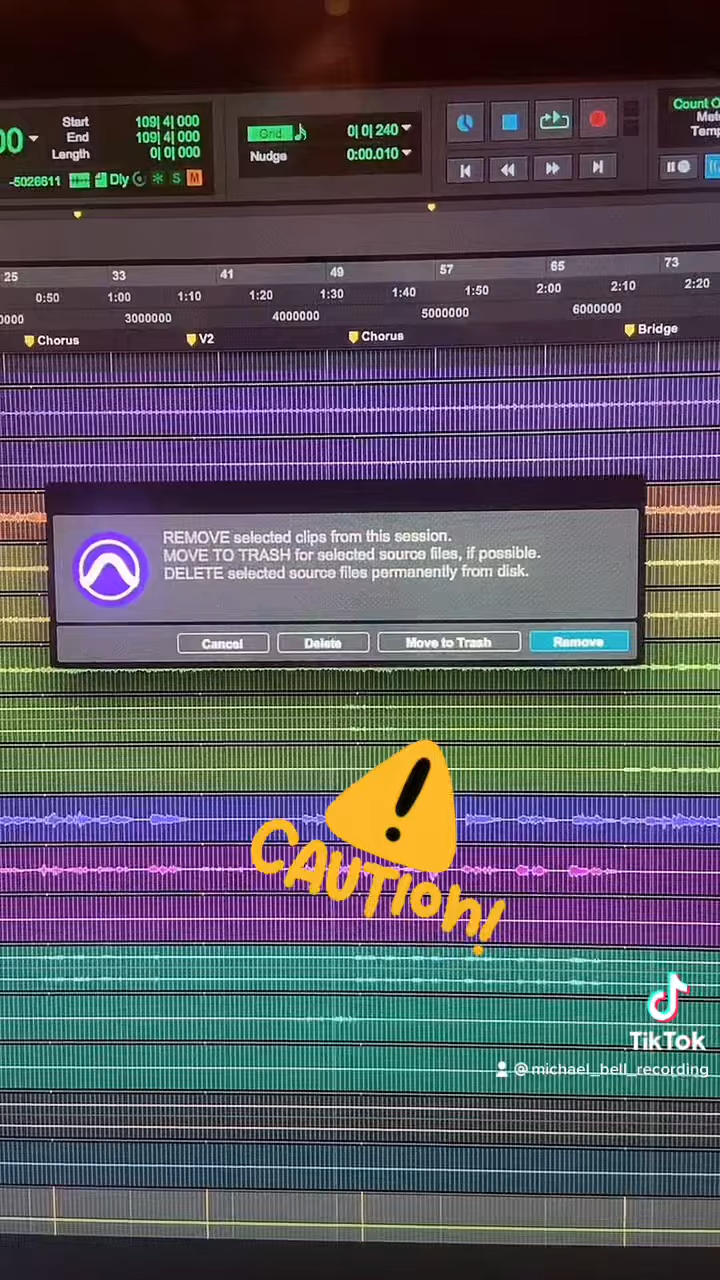 00
Start 109| 4| 000
End 109| 4| 000
Length 0| 0| 000
Grid 0| 0| 240
Nudge 0:00.010
-5026611 Dly S M
Count O
Met
Temp
25 33 41 49 57 65 73
0:50 1:00 1:10 1:20 1:30 1:40 1:50 2:00 2:10 2:20
0000 3000000 4000000 5000000 6000000
Chorus V2 Chorus Bridge
REMOVE selected clips from this session.
MOVE TO TRASH for selected source files, if possible.
DELETE selected source files permanently from disk.
Cancel Delete Move to Trash Remove
CAUTION!
TikTok
@michael_bell_recording